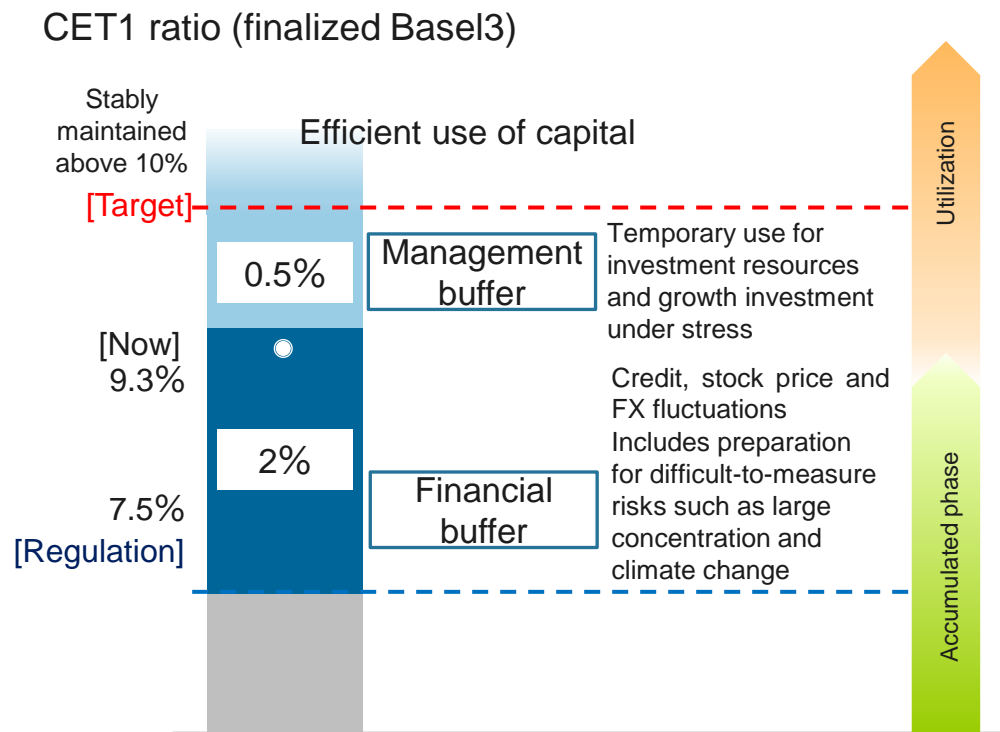 CET1 ratio (finalized Basel3)
Stably
maintained
above 10%
Efficient use of capital
[Target]
0.5%
Management
buffer
Temporary use for
investment resources
and growth investment
under stress
[Now]
9.3%
2%
Financial
buffer
Credit, stock price and
FX fluctuations
Includes preparation
for difficult-to-measure
risks such as large
concentration and
climate change
7.5%
[Regulation]
Utilization
Accumulated phase